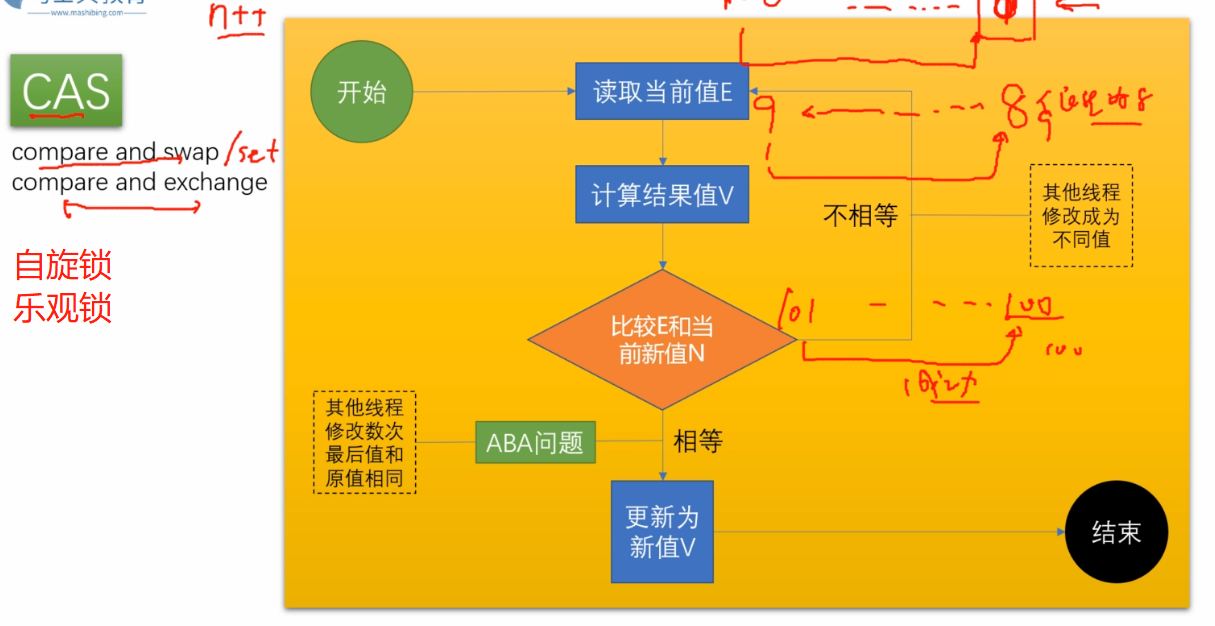 www.mashibing.com
n++
CAS
compare and swap /set
compare and exchange
自旋锁
乐观锁
开始
读取当前值E
9
8
计算结果值V
不相等
其他线程
修改成为
不同值
比较E和当
前新值N
101
100
100
其他线程
修改数次
最后值和
原值相同
ABA问题
相等
更新为
新值V
结束